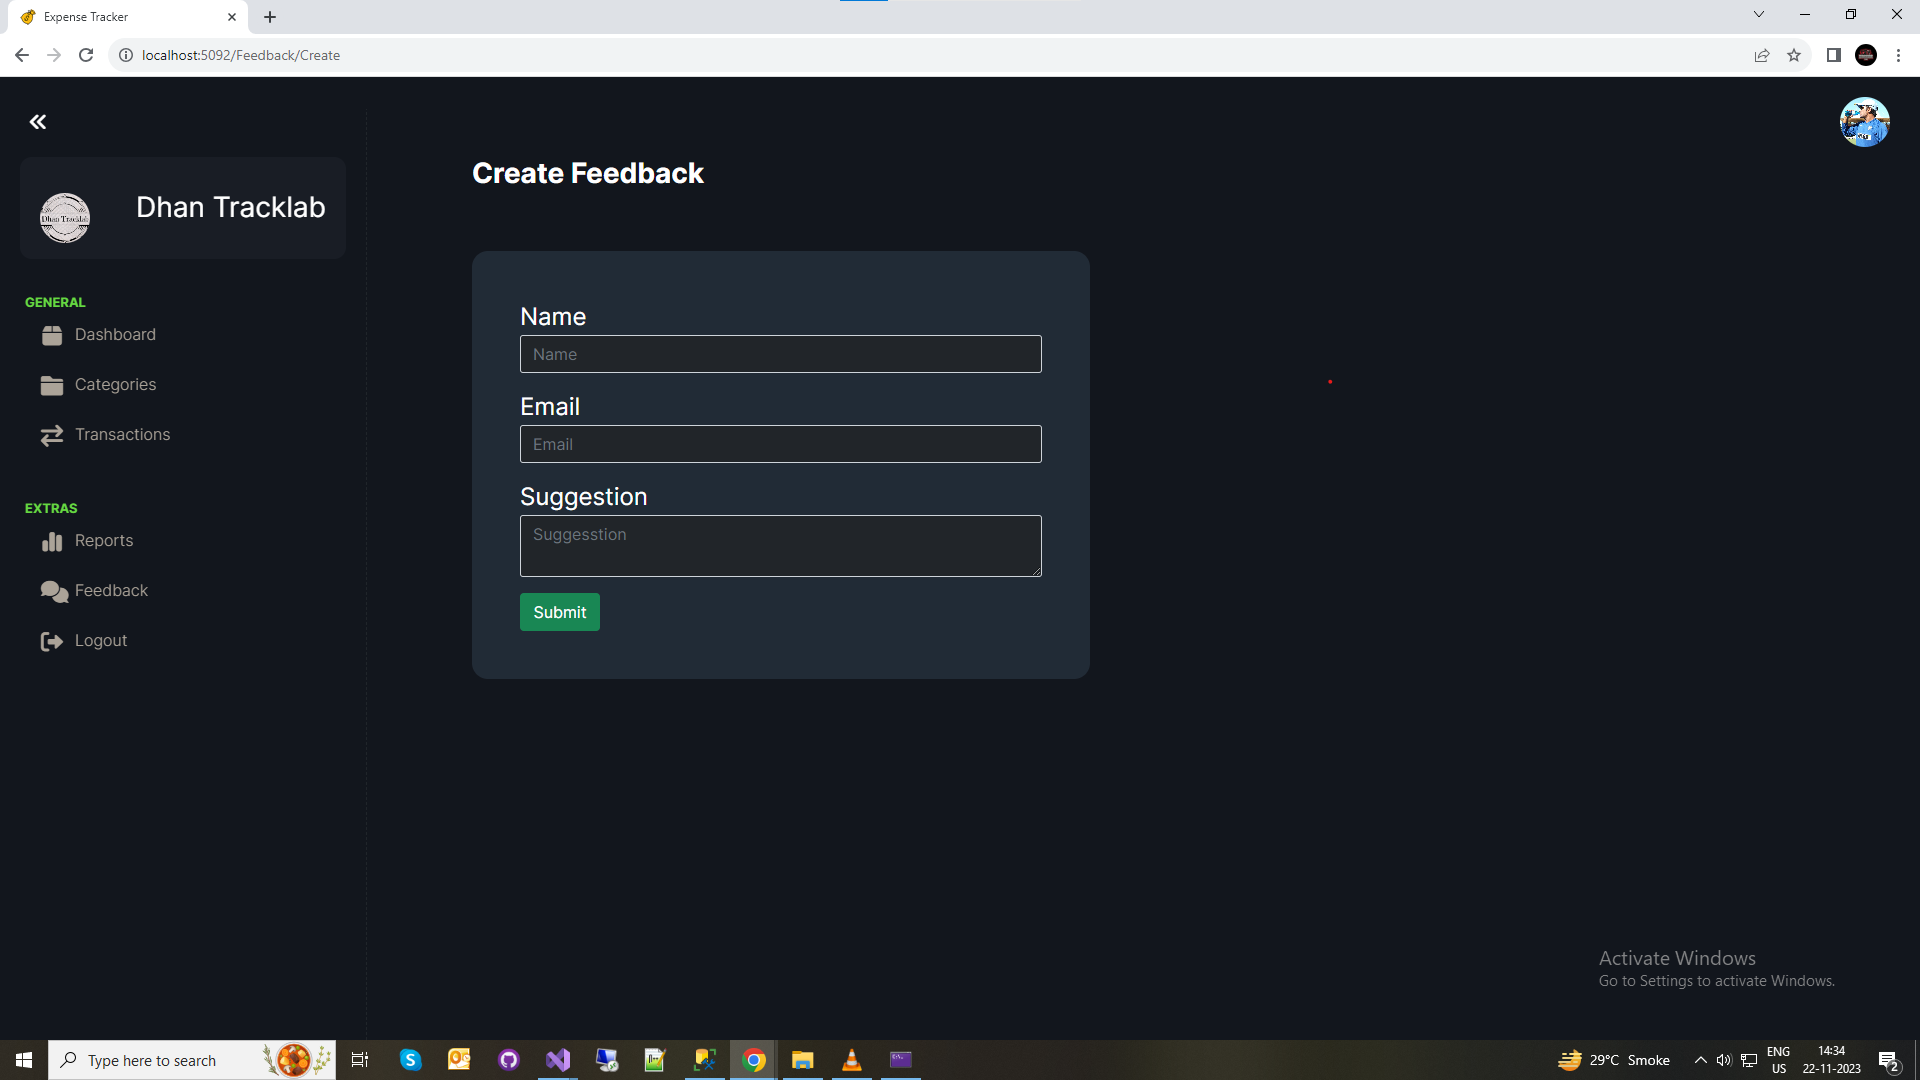 Expense Tracker
localhost:5092/Feedback/Create
Dhan Tracklab
Dhan Tracklab
GENERAL
Dashboard
Categories
Transactions
EXTRAS
Reports
Feedback
Logout
Create Feedback
Name
Name
Email
Email
Suggestion
Suggesstion
Submit
Activate Windows
Go to Settings to activate Windows.
Type here to search
29°C Smoke
ENG
US
14:34
22-11-2023
2